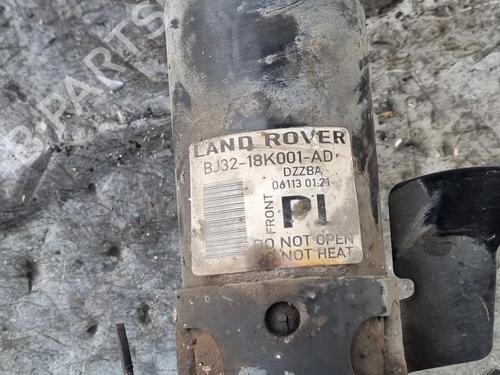 LAND ROVER
BJ32-18K001-AD
DZZBA
06113 01.21
FRONT
PI
DO NOT OPEN
DO NOT HEAT
B-PARTS